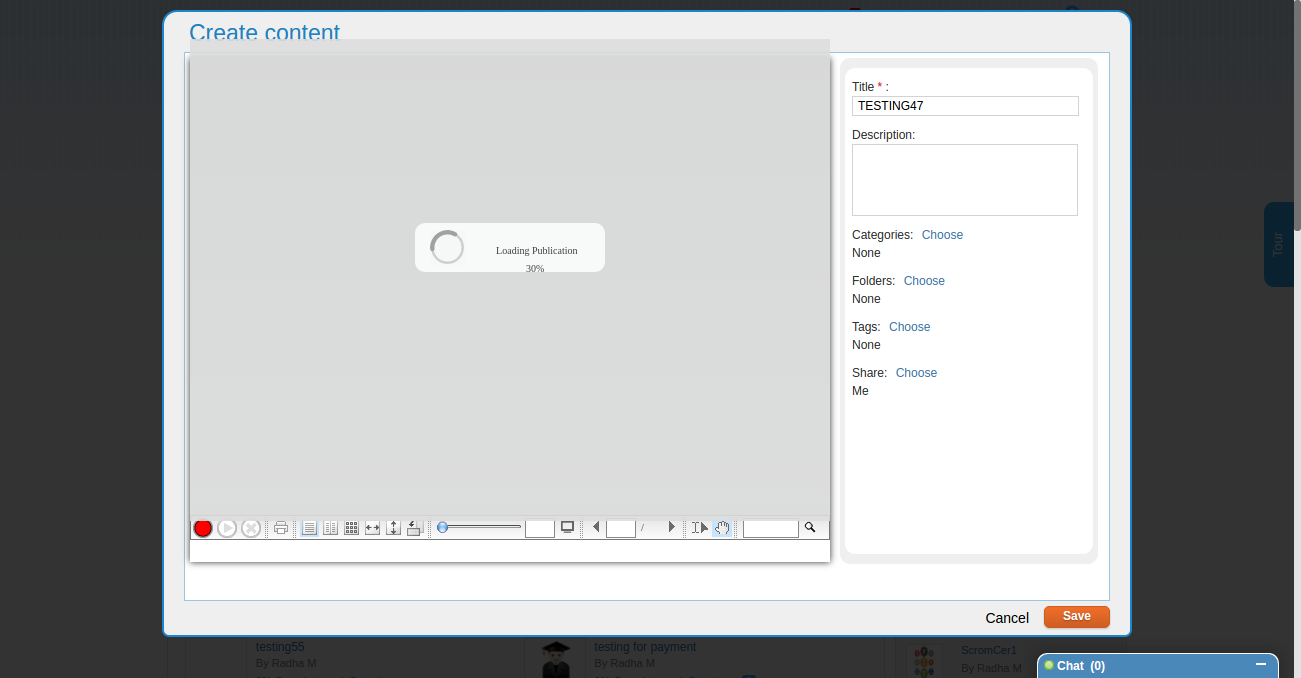 Create content
Title * :
TESTING47
Description:
Loading Publication
30%
Categories: Choose
None
Folders: Choose
None
Tags: Choose
None
Share: Choose
Me
Tour
/
Cancel
Save
testing55
By Radha M
testing for payment
By Radha M
ScromCer1
By Radha M
Chat (0)